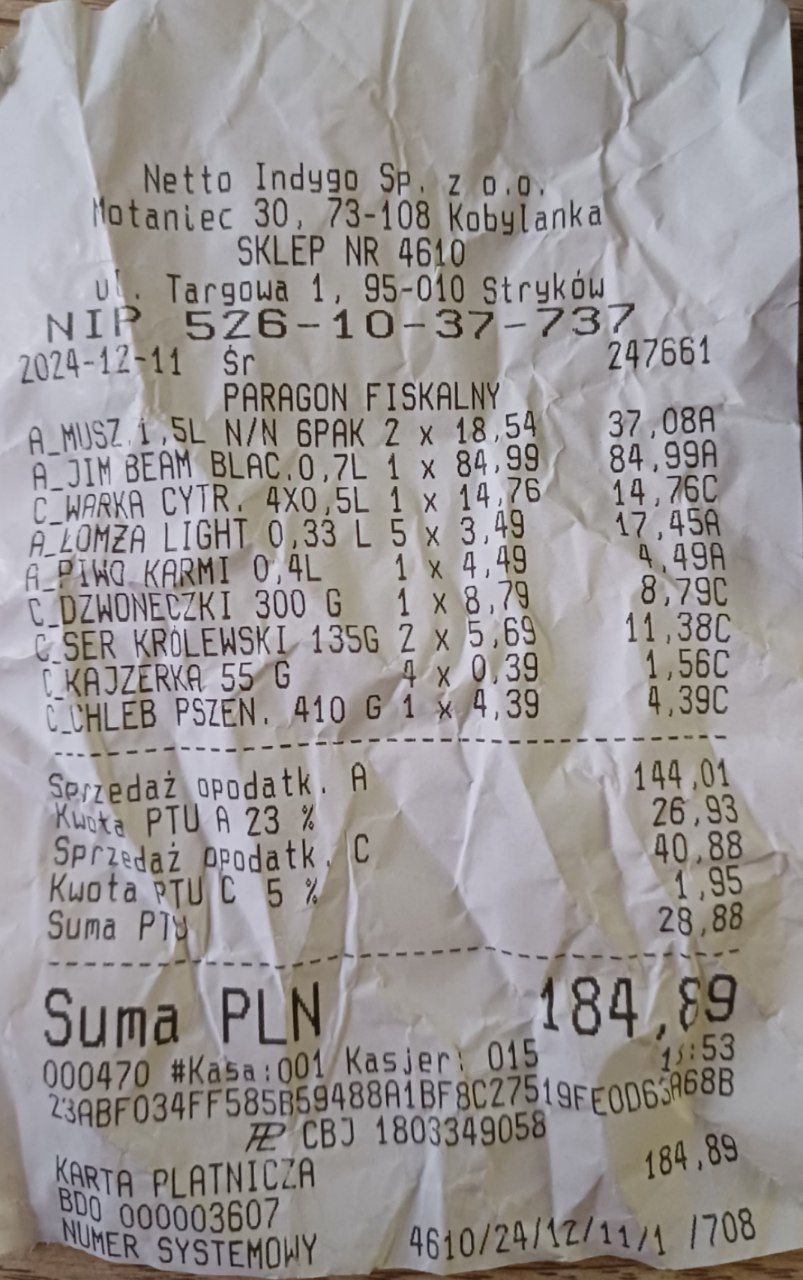 Netto Indygo Sp. z o.o.
Motaniec 30, 73-108 Kobylanka
SKLEP NR 4610
ul. Targowa 1, 95-010 Stryków
NIP 526-10-37-737
2024-12-11 Śr 247661
PARAGON FISKALNY
A_MUSZ.1,5L N/N 6PAK 2 x 18,54 37,08A
A_JIM BEAM BLAC.0,7L 1 x 84,99 84,99A
C_WARKA CYTR. 4X0,5L 1 x 14,76 14,76C
A_ŁOMŻA LIGHT 0,33 L 5 x 3,49 17,45A
A_PIWO KARMI 0,4L 1 x 4,49 4,49A
C_DZWONECZKI 300 G 1 x 8,79 8,79C
C_SER KRÓLEWSKI 135G 2 x 5,69 11,38C
C_KAJZERKA 55 G 4 x 0,39 1,56C
C_CHLEB PSZEN. 410 G 1 x 4,39 4,39C
Sprzedaż opodatk. A 144,01
Kwota PTU A 23 % 26,93
Sprzedaż opodatk. C 40,88
Kwota PTU C 5 % 1,95
Suma PTU 28,88
Suma PLN 184,89
000470 #Kasa:001 Kasjer: 015
23ABF034FF585B59488A1BF8C27519FE0D63A68B
CBJ 1803349058
KARTA PŁATNICZA 184,89
BDO 000003607
NUMER SYSTEMOWY 4610/24/12/11/1 /708